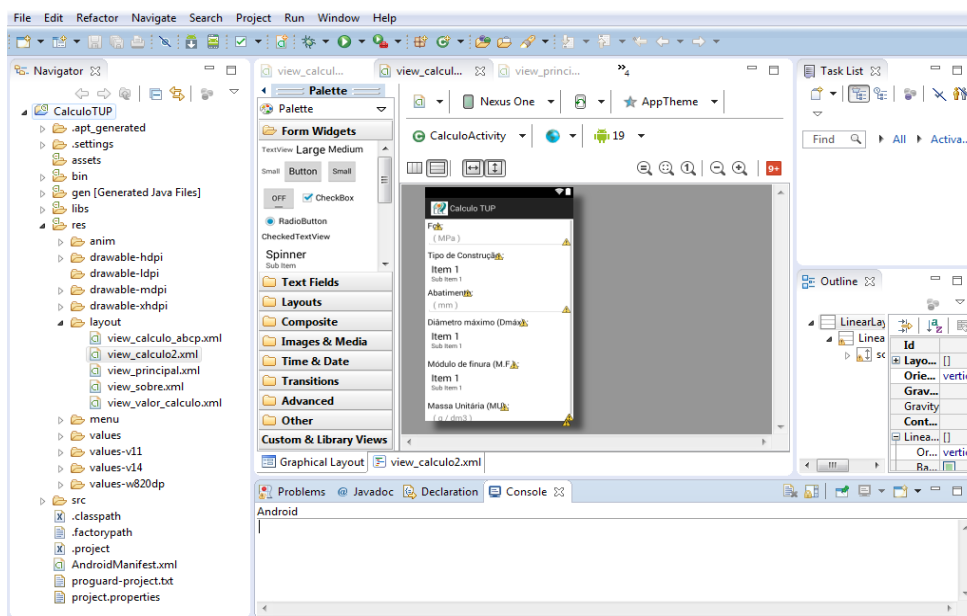 File Edit Refactor Navigate Search Project Run Window Help
Navigator
CalculoTUP
.apt_generated
.settings
assets
bin
gen [Generated Java Files]
libs
res
anim
drawable-hdpi
drawable-ldpi
drawable-mdpi
drawable-xhdpi
layout
view_calculo_abcp.xml
view_calculo2.xml
view_principal.xml
view_sobre.xml
view_valor_calculo.xml
menu
values
values-v11
values-v14
values-w820dp
src
.classpath
.factorypath
.project
AndroidManifest.xml
proguard-project.txt
project.properties
view_calcul... view_calcul... view_princi... »4
Palette
Palette
Form Widgets
TextView Large Medium
Small Button Small
OFF CheckBox
RadioButton
CheckedTextView
Spinner
Sub Item
Text Fields
Layouts
Composite
Images & Media
Time & Date
Transitions
Advanced
Other
Custom & Library Views
Nexus One AppTheme
CalculoActivity 19
9+
Calculo TUP
( MPa )
Tipo de Construção:
Item 1
Sub Item 1
Abatimento:
( mm )
Diâmetro máximo (Dmáx):
Item 1
Sub Item 1
Módulo de finura (M.F.):
Item 1
Sub Item 1
Massa Unitária (MU):
( g / dm3 )
Graphical Layout view_calculo2.xml
Task List
Find All Activa...
Outline
LinearLay
Linea
sc
Id
Layo... []
Orie... vertic
Grav...
Gravity
Cont...
Linea... []
Or... vertic
Ba...
Problems @ Javadoc Declaration Console
Android